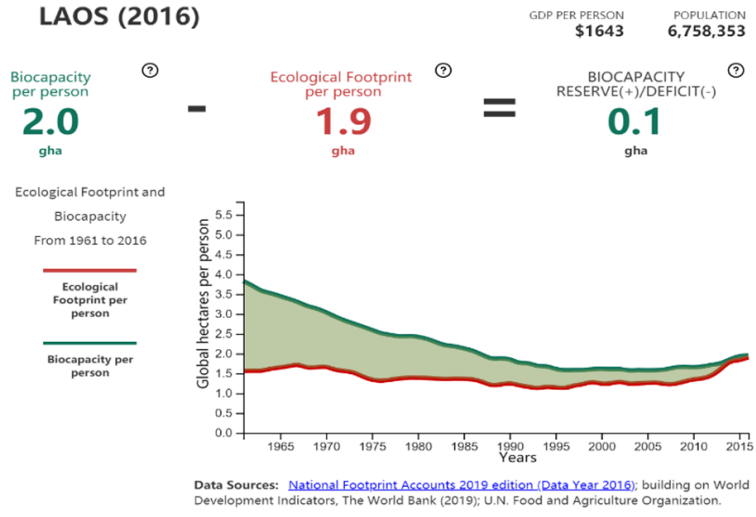 LAOS (2016)
GDP PER PERSON
$1643
POPULATION
6,758,353
Biocapacity
per person
?
2.0
gha
-
Ecological Footprint
per person
?
1.9
gha
=
BIOCAPACITY
RESERVE(+)/DEFICIT(-)
?
0.1
gha
Ecological Footprint and
Biocapacity
From 1961 to 2016
Ecological
Footprint per
person
Biocapacity per
person
Global hectares per person
5.5
5.0
4.5
4.0
3.5
3.0
2.5
2.0
1.5
1.0
0.5
0.0
1965 1970 1975 1980 1985 1990 1995 2000 2005 2010 2015
Years
Data Sources: National Footprint Accounts 2019 edition (Data Year 2016); building on World
Development Indicators, The World Bank (2019); U.N. Food and Agriculture Organization.